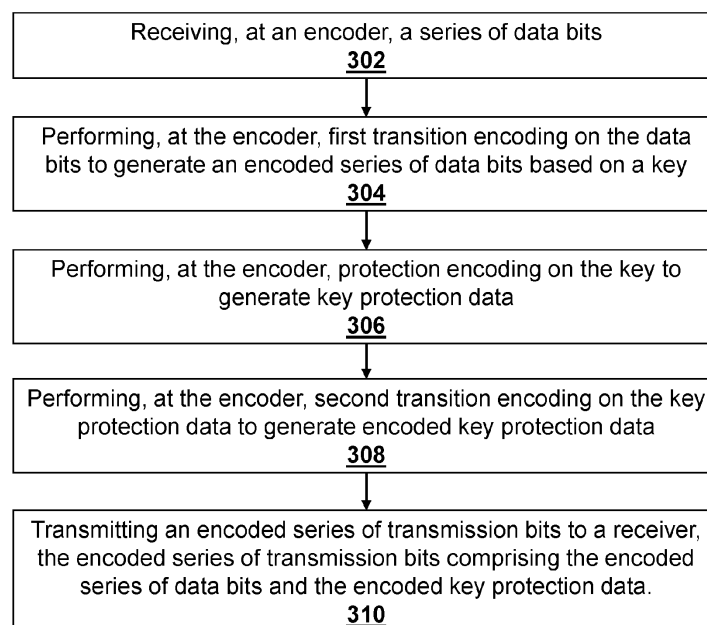 Receiving, at an encoder, a series of data bits
302
Performing, at the encoder, first transition encoding on the data
bits to generate an encoded series of data bits based on a key
304
Performing, at the encoder, protection encoding on the key to
generate key protection data
306
Performing, at the encoder, second transition encoding on the key
protection data to generate encoded key protection data
308
Transmitting an encoded series of transmission bits to a receiver,
the encoded series of transmission bits comprising the encoded
series of data bits and the encoded key protection data.
310